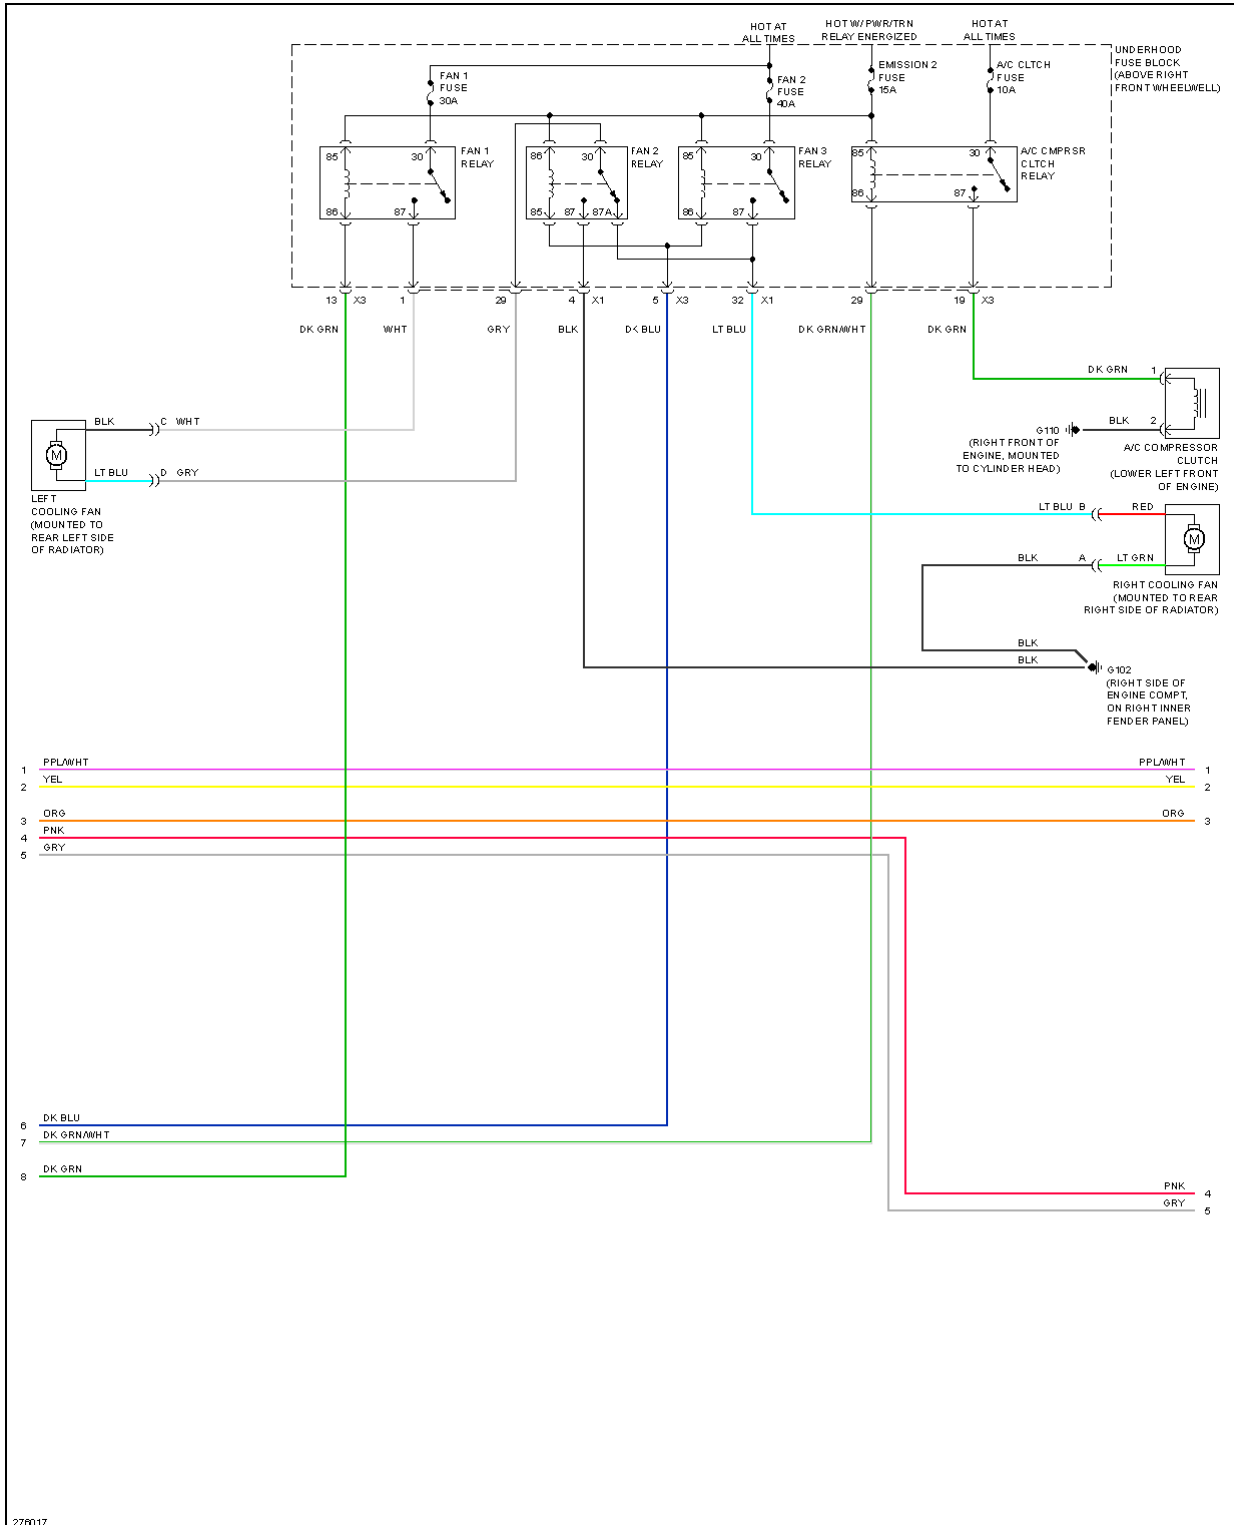 HOT AT
ALL TIMES
HOT W/ PWR/TRN
RELAY ENERGIZED
HOT AT
ALL TIMES
UNDERHOOD
FUSE BLOCK
(ABOVE RIGHT
FRONT WHEELWELL)
FAN 1
FUSE
30A
FAN 2
FUSE
40A
EMISSION 2
FUSE
15A
A/C CLTCH
FUSE
10A
85
30
86
87
FAN 1
RELAY
86
30
85
87
87A
FAN 2
RELAY
85
30
86
87
FAN 3
RELAY
85
30
86
87
A/C CMPRSR
CLTCH
RELAY
13 X3 1 29 4 X1 5 X3 32 X1 29 19 X3
DK GRN WHT GRY BLK DK BLU LT BLU DK GRN/WHT DK GRN
DK GRN 1
BLK 2
G110
(RIGHT FRONT OF
ENGINE, MOUNTED
TO CYLINDER HEAD)
A/C COMPRESSOR
CLUTCH
(LOWER LEFT FRONT
OF ENGINE)
BLK C WHT
M
LT BLU D GRY
LEFT
COOLING FAN
(MOUNTED TO
REAR LEFT SIDE
OF RADIATOR)
LT BLU B RED
M
BLK A LT GRN
RIGHT COOLING FAN
(MOUNTED TO REAR
RIGHT SIDE OF RADIATOR)
BLK
BLK
G102
(RIGHT SIDE OF
ENGINE COMPT,
ON RIGHT INNER
FENDER PANEL)
1 PPL/WHT PPL/WHT 1
2 YEL YEL 2
3 ORG ORG 3
4 PNK
5 GRY
6 DK BLU
7 DK GRN/WHT
8 DK GRN
PNK 4
GRY 5
276017